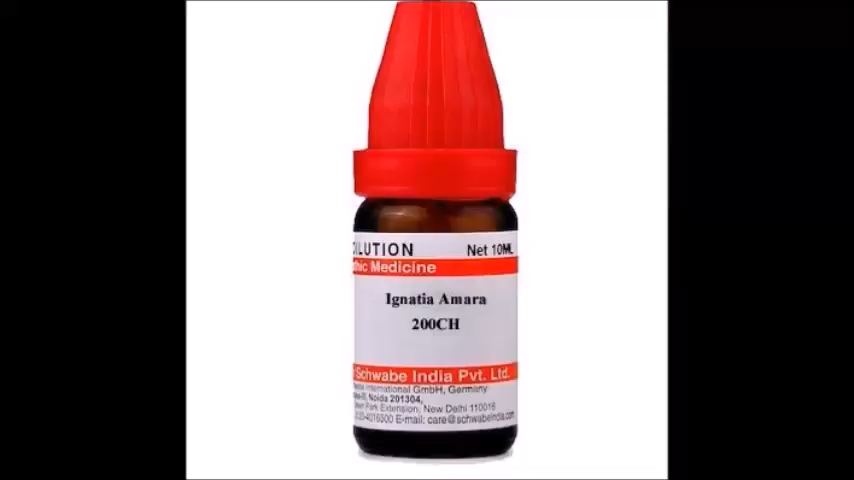 DILUTION Net 10ML
thic Medicine
Ignatia Amara
200CH
Schwabe India Pvt. Ltd.
International GmbH, Germany
Noida 201304,
Park Extension, New Delhi 110016
E-mail: care@schwabeindia.com